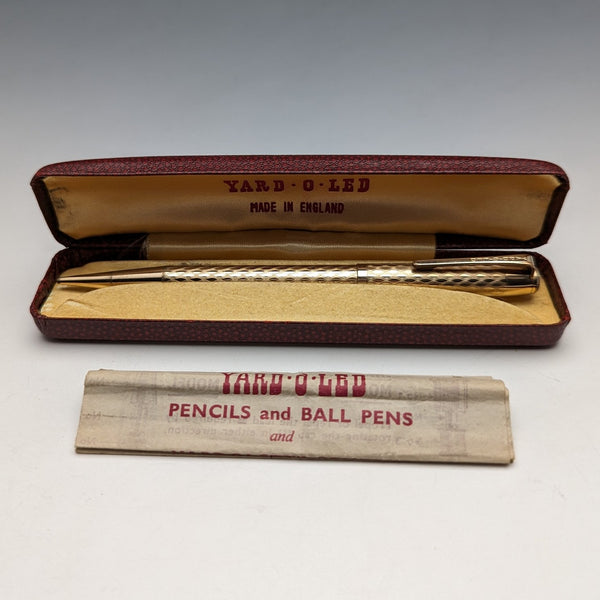 YARD·O·LED
MADE IN ENGLAND
YARD·O·LED
PENCILS and BALL PENS
and